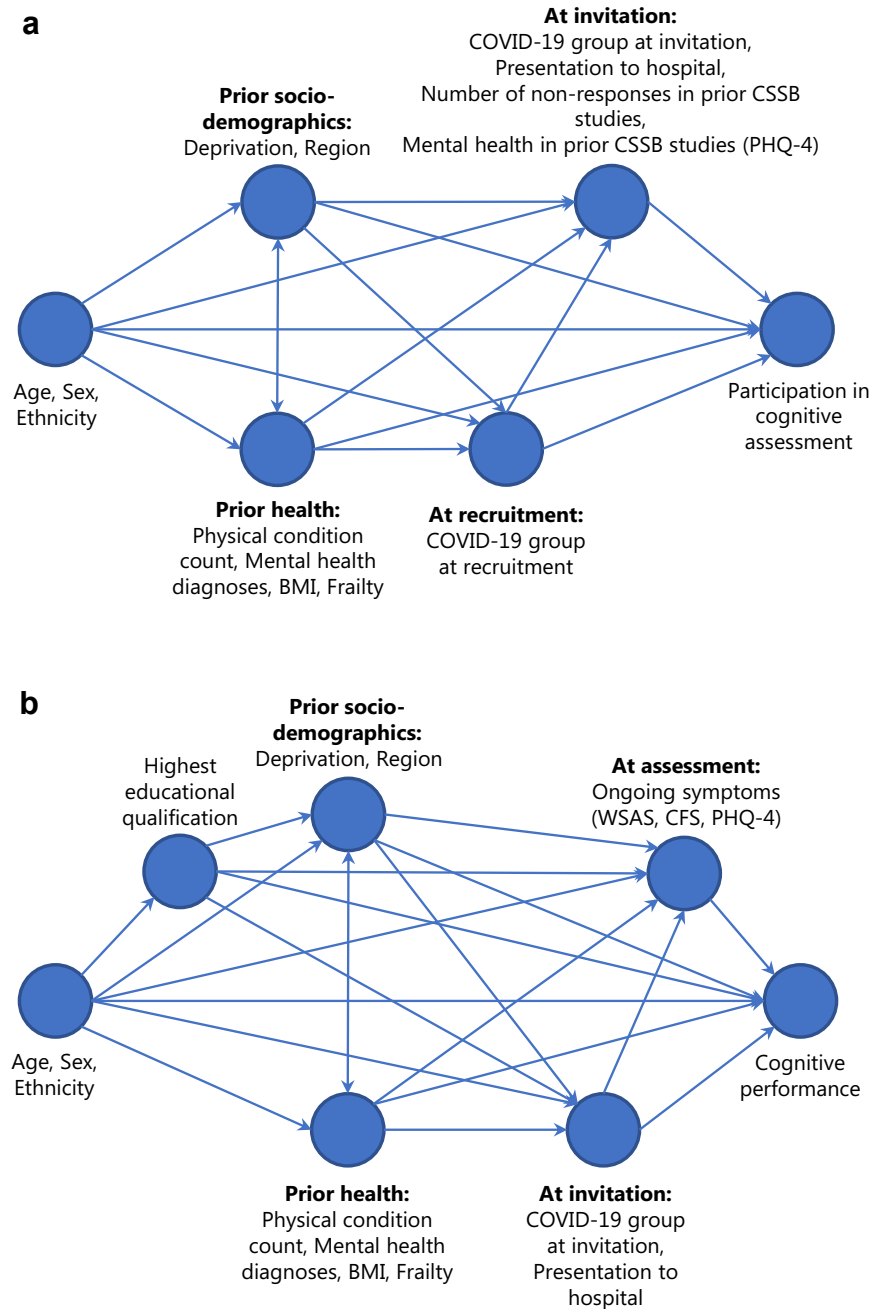 a
At invitation:
COVID-19 group at invitation,
Presentation to hospital,
Number of non-responses in prior CSSB
studies,
Mental health in prior CSSB studies (PHQ-4)
Prior socio-
demographics:
Deprivation, Region
Age, Sex,
Ethnicity
Participation in
cognitive
assessment
Prior health:
Physical condition
count, Mental health
diagnoses, BMI, Frailty
At recruitment:
COVID-19 group
at recruitment
b
Prior socio-
demographics:
Deprivation, Region
Highest
educational
qualification
At assessment:
Ongoing symptoms
(WSAS, CFS, PHQ-4)
Age, Sex,
Ethnicity
Cognitive
performance
Prior health:
Physical condition
count, Mental health
diagnoses, BMI, Frailty
At invitation:
COVID-19 group
at invitation,
Presentation to
hospital